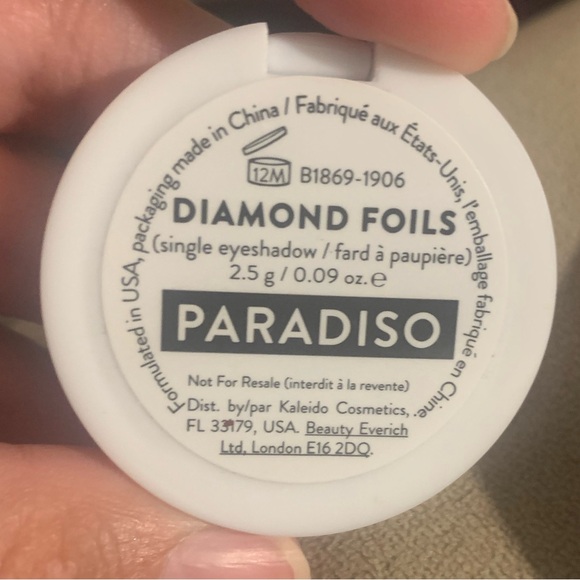 Formulated in USA, packaging made in China / Fabriqué aux États-Unis, l'emballage fabriqué en Chine.
12M B1869-1906
DIAMOND FOILS
(single eyeshadow / fard à paupière)
2.5 g / 0.09 oz. ℮
PARADISO
Not For Resale (interdit à la revente)
Dist. by/par Kaleido Cosmetics,
FL 33179, USA. Beauty Everich
Ltd, London E16 2DQ.